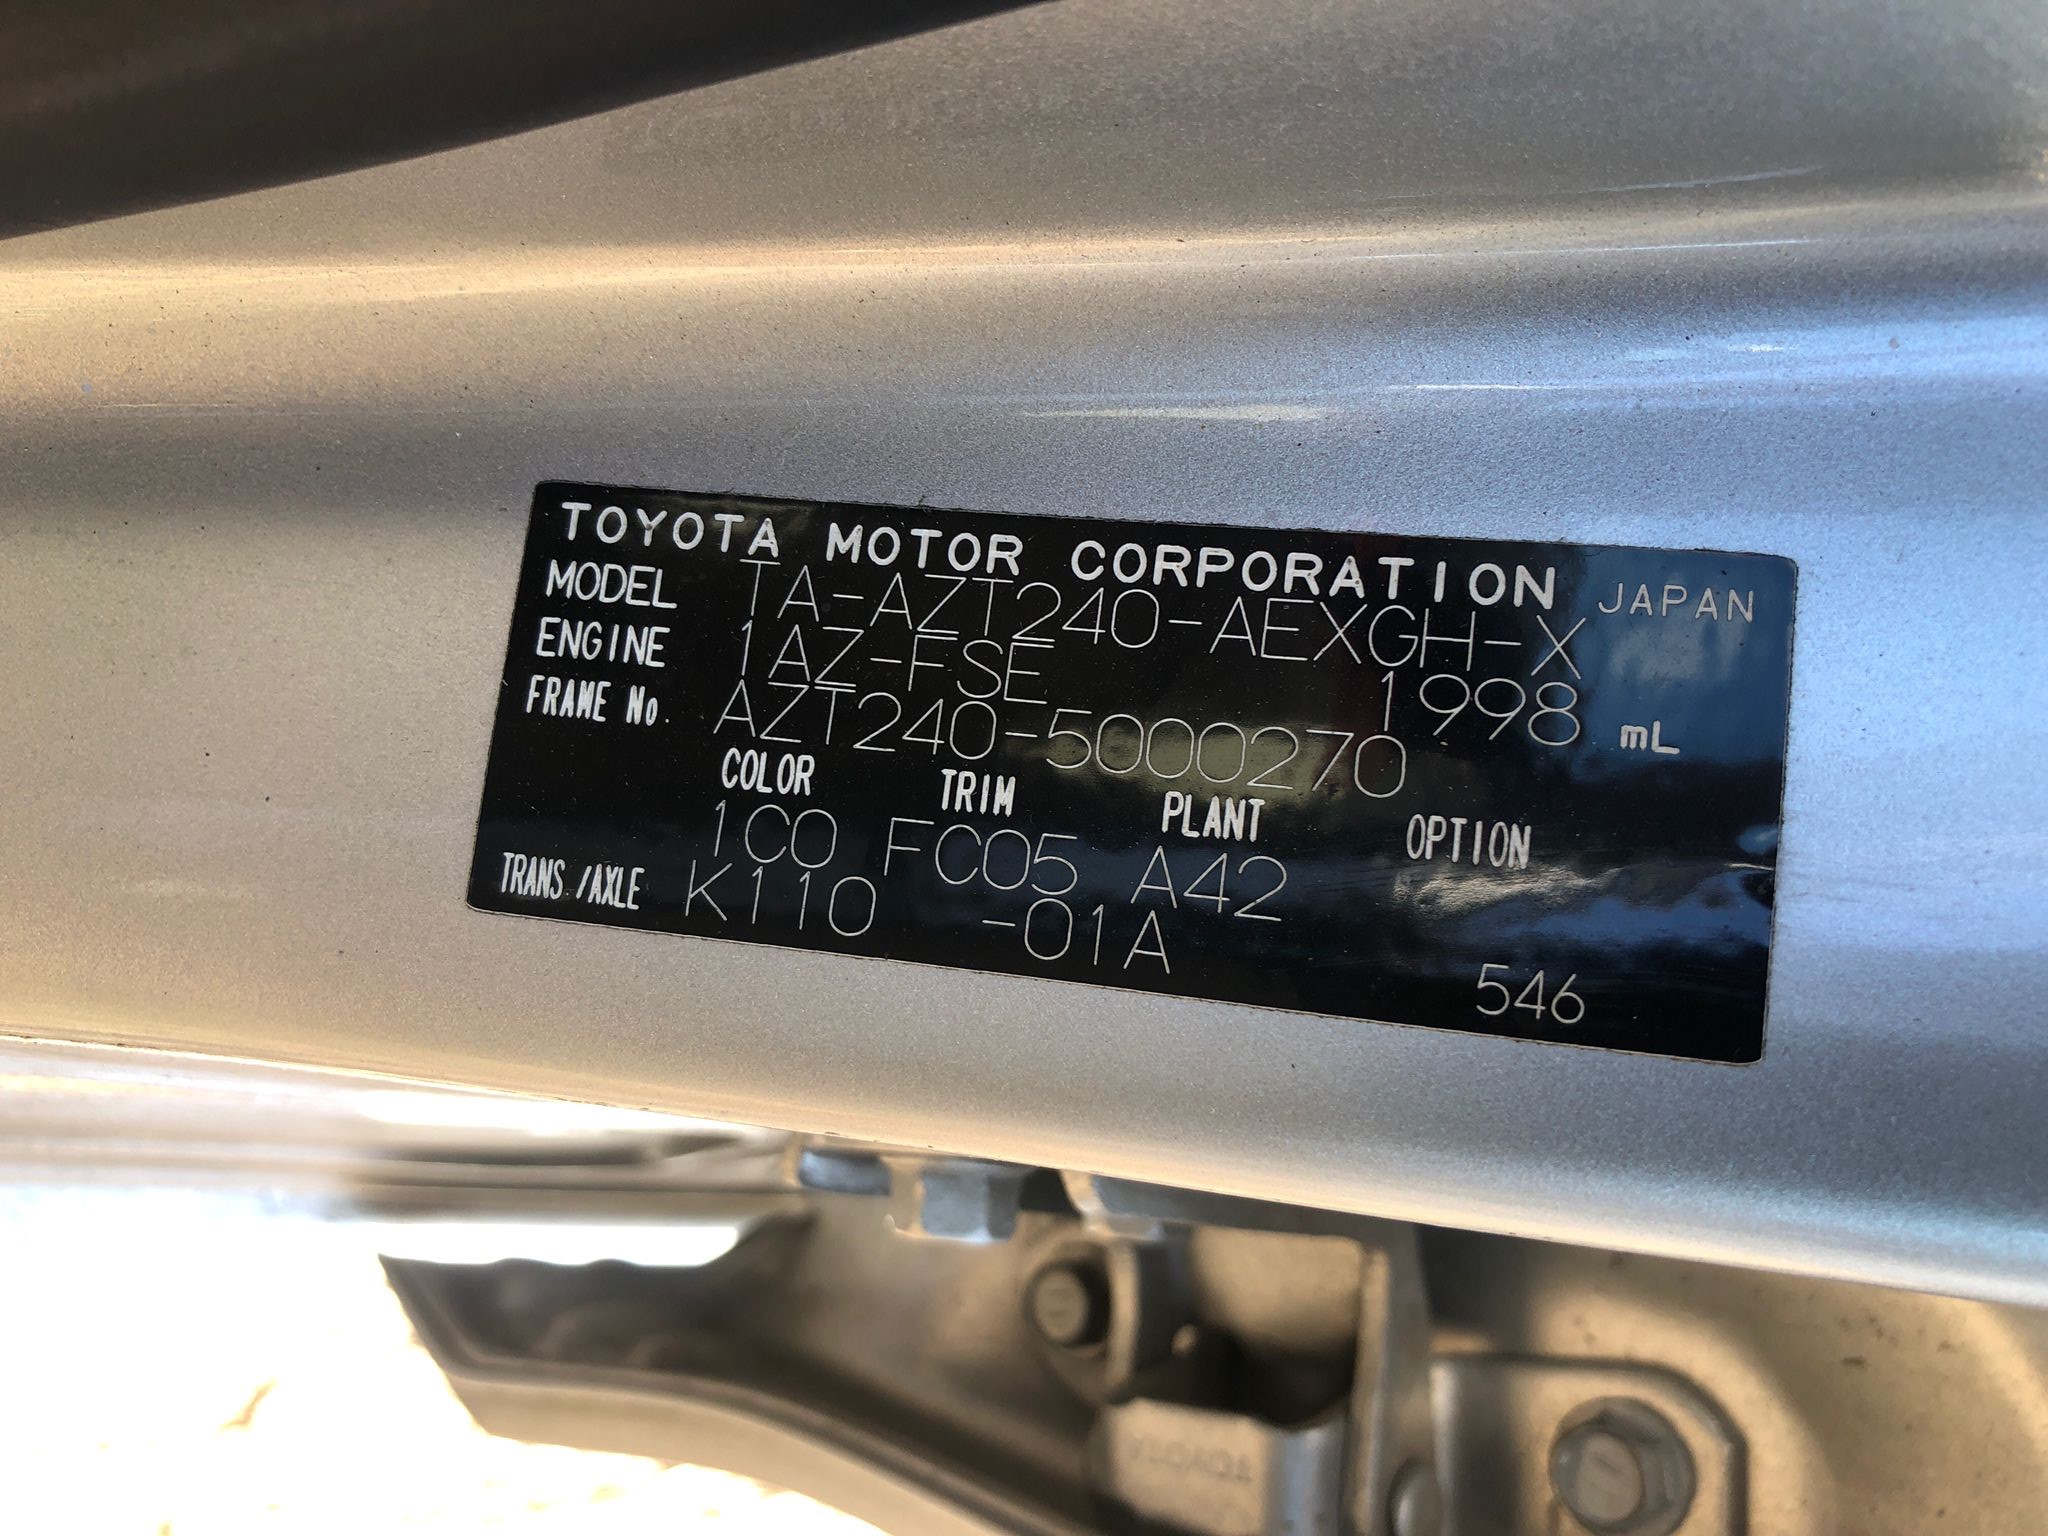 TOYOTA MOTOR CORPORATION JAPAN
MODEL TA-AZT240-AEXGH-X
ENGINE 1AZ-FSE 1998 mL
FRAME No. AZT240-5000270
COLOR TRIM PLANT OPTION
1C0 FC05 A42
TRANS./AXLE K110 -01A
546